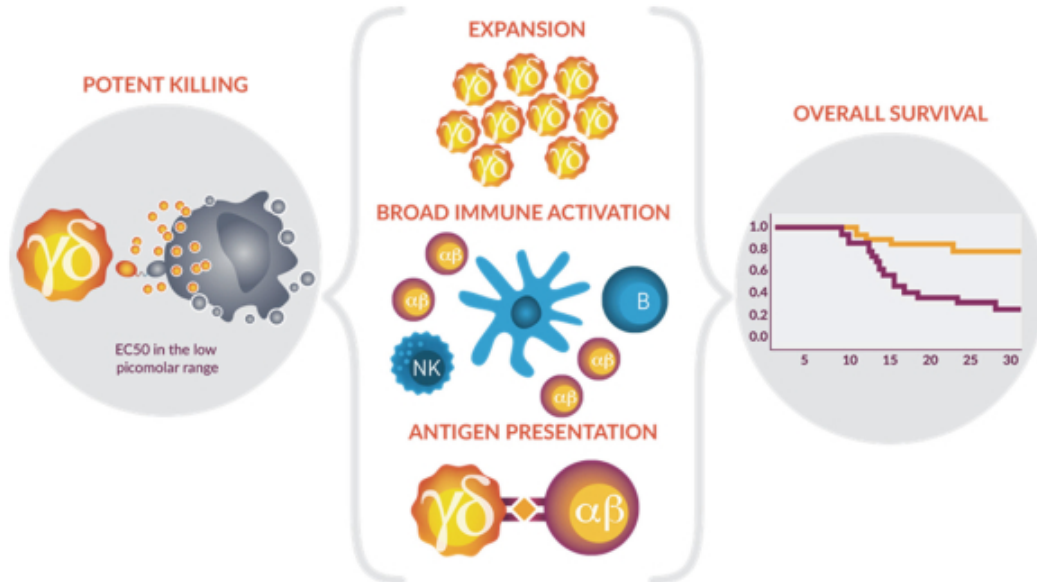 POTENT KILLING
γδ
EC50 in the low
picomolar range
EXPANSION
γδ γδ γδ
γδ γδ γδ γδ
γδ γδ
BROAD IMMUNE ACTIVATION
αβ
αβ
B
NK
αβ
αβ
ANTIGEN PRESENTATION
γδ αβ
OVERALL SURVIVAL
1.0
0.8
0.6
0.4
0.2
0.0
5 10 15 20 25 30